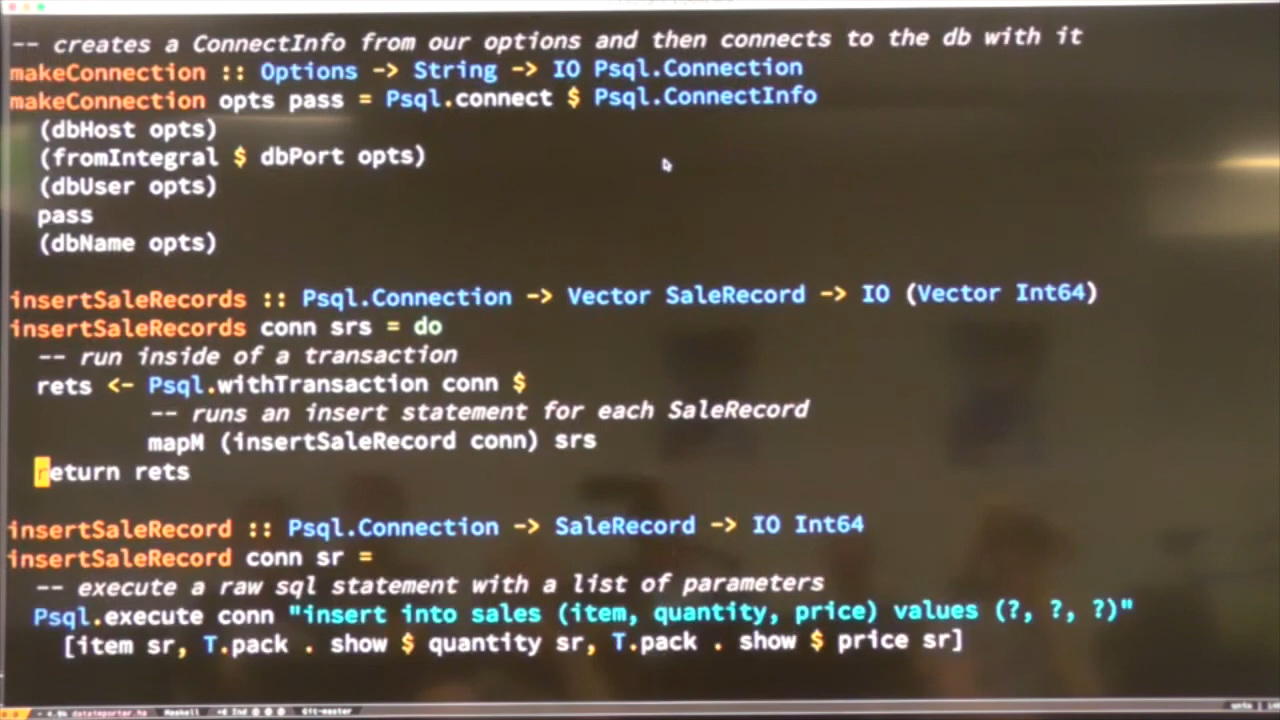 -- creates a ConnectInfo from our options and then connects to the db with it
makeConnection :: Options -> String -> IO Psql.Connection
makeConnection opts pass = Psql.connect $ Psql.ConnectInfo
(dbHost opts)
(fromIntegral $ dbPort opts)
(dbUser opts)
pass
(dbName opts)
insertSaleRecords :: Psql.Connection -> Vector SaleRecord -> IO (Vector Int64)
insertSaleRecords conn srs = do
-- run inside of a transaction
rets <- Psql.withTransaction conn $
-- runs an insert statement for each SaleRecord
mapM (insertSaleRecord conn) srs
return rets
insertSaleRecord :: Psql.Connection -> SaleRecord -> IO Int64
insertSaleRecord conn sr =
-- execute a raw sql statement with a list of parameters
Psql.execute conn "insert into sales (item, quantity, price) values (?, ?, ?)"
[item sr, T.pack . show $ quantity sr, T.pack . show $ price sr]
dataimporter.hs Haskell Git-master